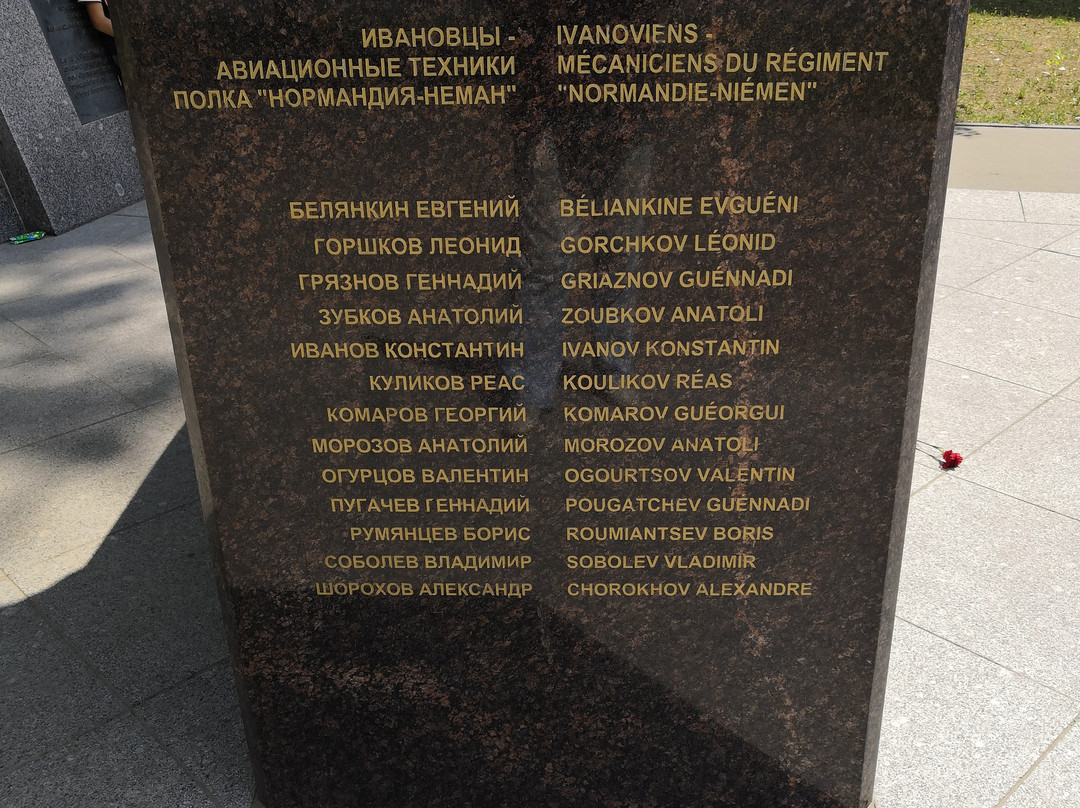 ИВАНОВЦЫ -
АВИАЦИОННЫЕ ТЕХНИКИ
ПОЛКА "НОРМАНДИЯ-НЕМАН"
IVANOVIENS -
MÉCANICIENS DU RÉGIMENT
"NORMANDIE-NIÉMEN"
БЕЛЯНКИН ЕВГЕНИЙ BÉLIANKINE EVGUÉNI
ГОРШКОВ ЛЕОНИД GORCHKOV LÉONID
ГРЯЗНОВ ГЕННАДИЙ GRIAZNOV GUÉNNADI
ЗУБКОВ АНАТОЛИЙ ZOUBKOV ANATOLI
ИВАНОВ КОНСТАНТИН IVANOV KONSTANTIN
КУЛИКОВ РЕАС KOULIKOV RÉAS
КОМАРОВ ГЕОРГИЙ KOMAROV GUÉORGUI
МОРОЗОВ АНАТОЛИЙ MOROZOV ANATOLI
ОГУРЦОВ ВАЛЕНТИН OGOURTSOV VALENTIN
ПУГАЧЕВ ГЕННАДИЙ POUGATCHEV GUÉNNADI
РУМЯНЦЕВ БОРИС ROUMIANTSEV BORIS
СОБОЛЕВ ВЛАДИМИР SOBOLEV VLADIMIR
ШОРОХОВ АЛЕКСАНДР CHOROKHOV ALEXANDRE